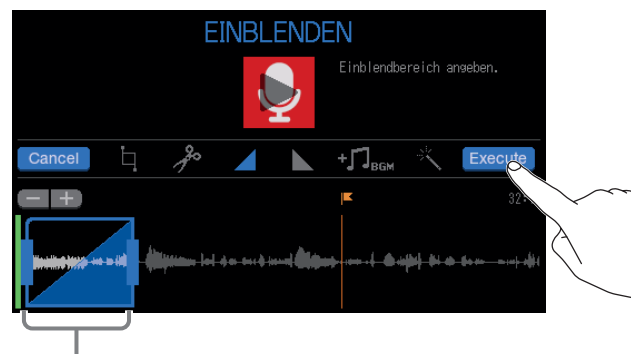 EINBLENDEN
Einblendbereich angeben.
Cancel
+ BGM
Execute
− +
32: